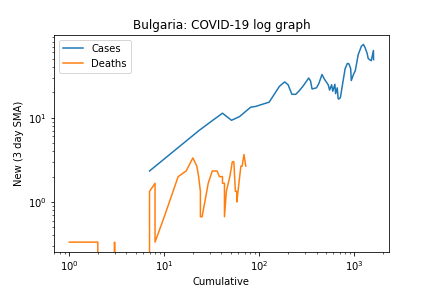 Bulgaria: COVID-19 log graph
Cases
Deaths
New (3 day SMA)
10¹
10⁰
10⁰ 10¹ 10² 10³
Cumulative